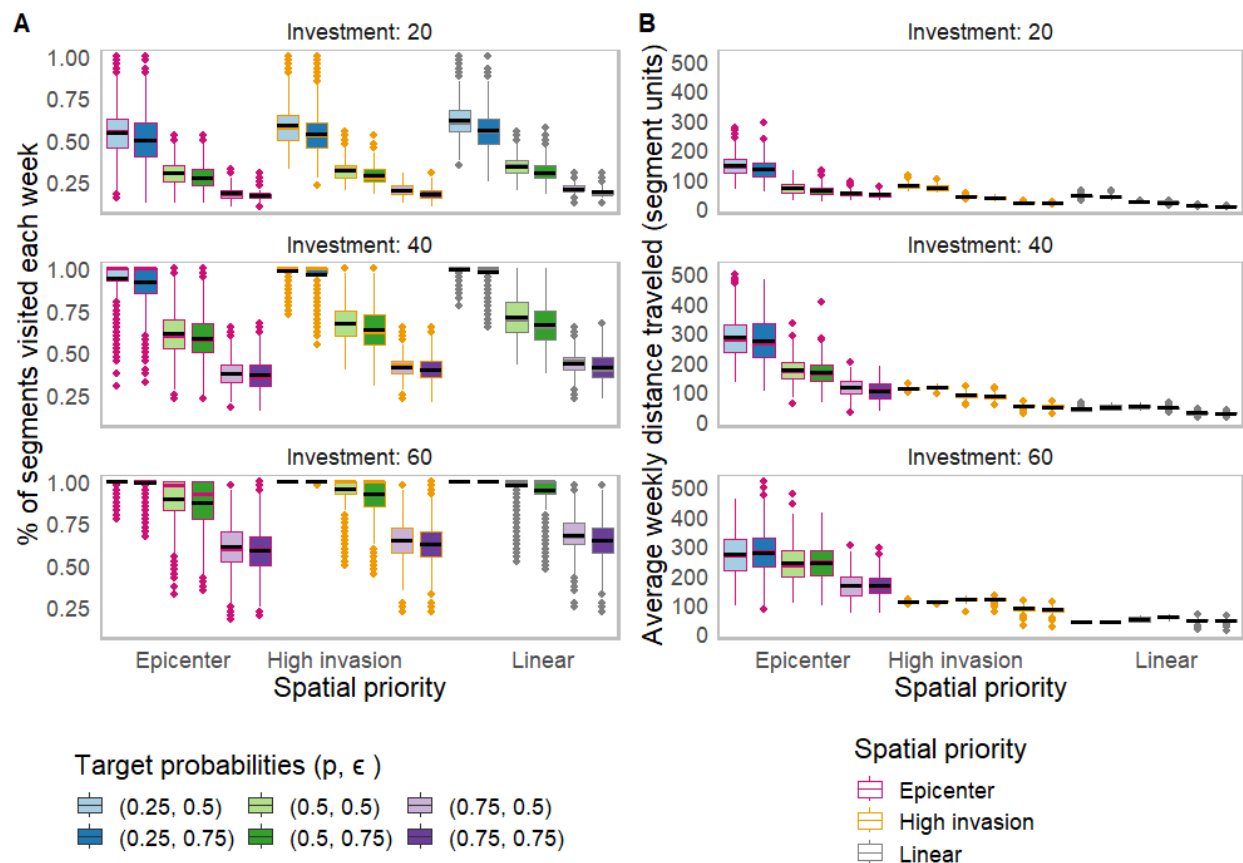 A
B
Investment: 20
Investment: 20
% of segments visited each week
Average weekly distance traveled (segment units)
1.00
0.75
0.50
0.25
500
400
300
200
100
0
Investment: 40
Investment: 40
1.00
0.75
0.50
0.25
500
400
300
200
100
0
Investment: 60
Investment: 60
1.00
0.75
0.50
0.25
500
400
300
200
100
0
Epicenter High invasion Linear
Epicenter High invasion Linear
Spatial priority
Spatial priority
Target probabilities (p, ϵ )
(0.25, 0.5) (0.5, 0.5) (0.75, 0.5)
(0.25, 0.75) (0.5, 0.75) (0.75, 0.75)
Spatial priority
Epicenter
High invasion
Linear